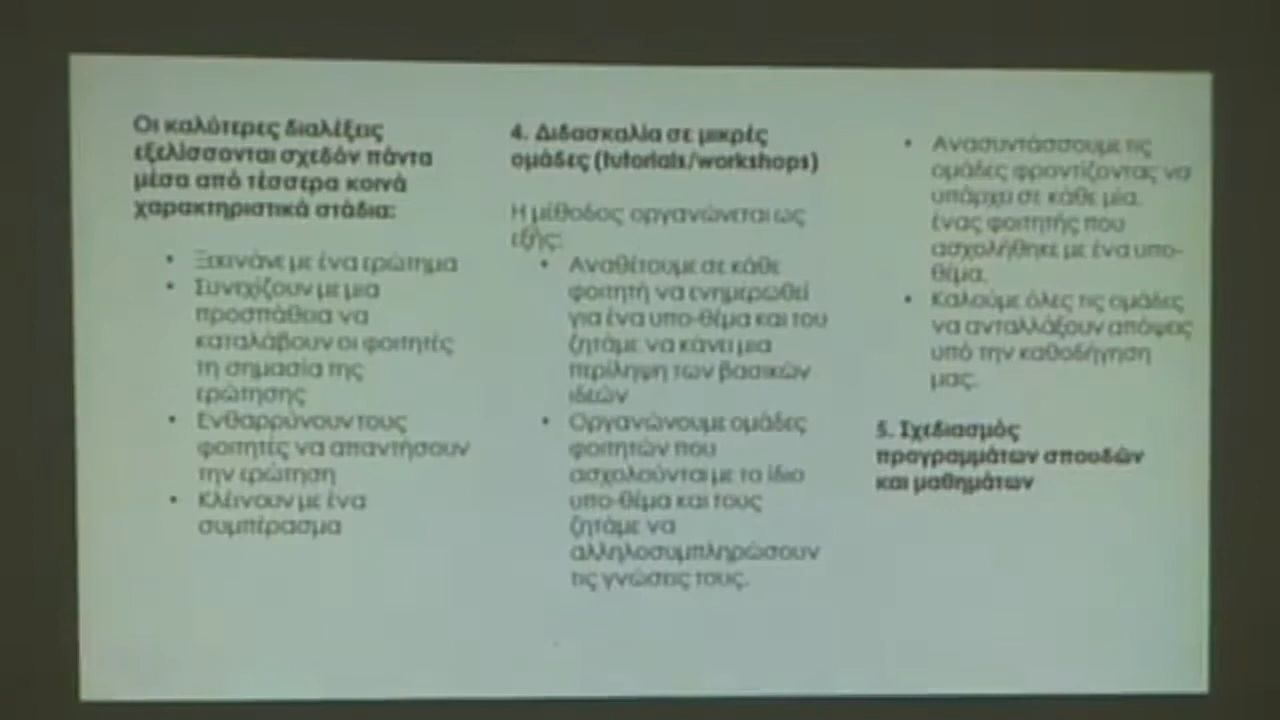 Οι καλύτερες διαλέξεις
εξελίσσονται σχεδόν πάντα
μέσα από τέσσερα κοινά
χαρακτηριστικά στάδια:
• Ξεκινάνε με ένα ερώτημα
• Συνεχίζουν με μια
προσπάθεια να
καταλάβουν οι φοιτητές
τη σημασία της
ερώτησης
• Ενθαρρύνουν τους
φοιτητές να απαντήσουν
την ερώτηση
• Κλείνουν με ένα
συμπέρασμα
4. Διδασκαλία σε μικρές
ομάδες (tutorials/workshops)
Η μέθοδος οργανώνεται ως
εξής:
• Αναθέτουμε σε κάθε
φοιτητή να ενημερωθεί
για ένα υπο-θέμα και του
ζητάμε να κάνει μια
περίληψη των βασικών
ιδεών
• Οργανώνουμε ομάδες
φοιτητών που
ασχολούνται με το ίδιο
υπο-θέμα και τους
ζητάμε να
αλληλοσυμπληρώσουν
τις γνώσεις τους.
• Ανασυντάσσουμε τις
ομάδες φροντίζοντας να
υπάρχει σε κάθε μία,
ένας φοιτητής που
ασχολήθηκε με ένα υπο-
θέμα.
• Καλούμε όλες τις ομάδες
να ανταλλάξουν απόψεις
υπό την καθοδήγηση
μας.
5. Σχεδιασμός
προγραμμάτων σπουδών
και μαθημάτων